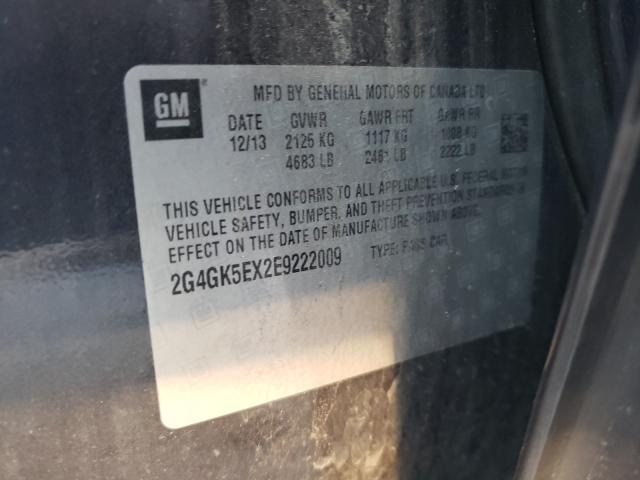 GM
MFD BY GENERAL MOTORS OF CANADA LTD
DATE GVWR GAWR FRT GAWR RR
12/13 2125 KG 1117 KG 1008 KG
4683 LB 2461 LB 2222 LB
THIS VEHICLE CONFORMS TO ALL APPLICABLE U.S. FEDERAL MOTOR
VEHICLE SAFETY, BUMPER, AND THEFT PREVENTION STANDARDS IN
EFFECT ON THE DATE OF MANUFACTURE SHOWN ABOVE.
2G4GK5EX2E9222009 TYPE: PASS CAR